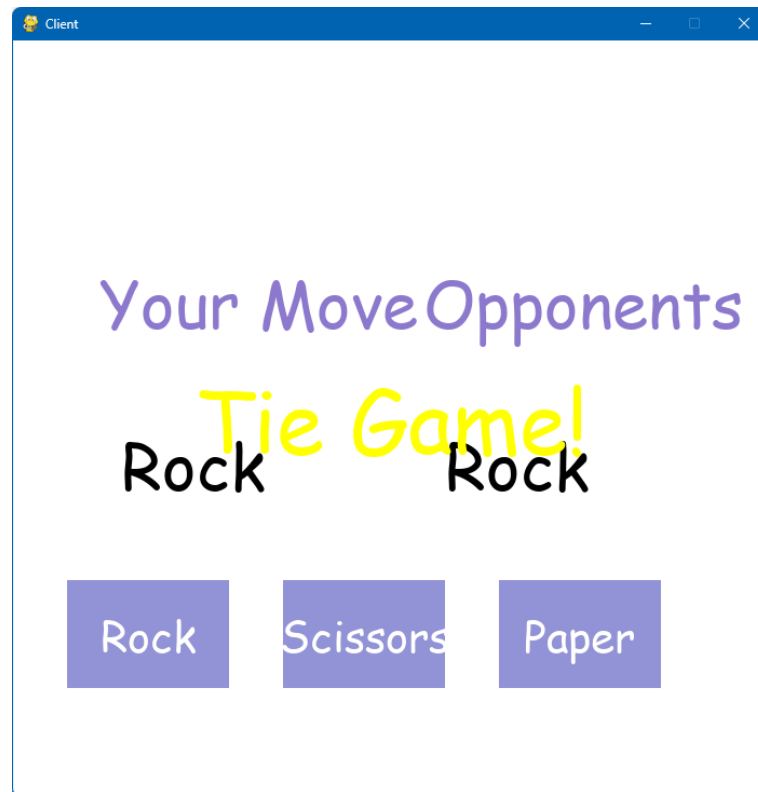 Client
Your Move Opponents
Tie Game!
Rock Rock
Rock Scissors Paper